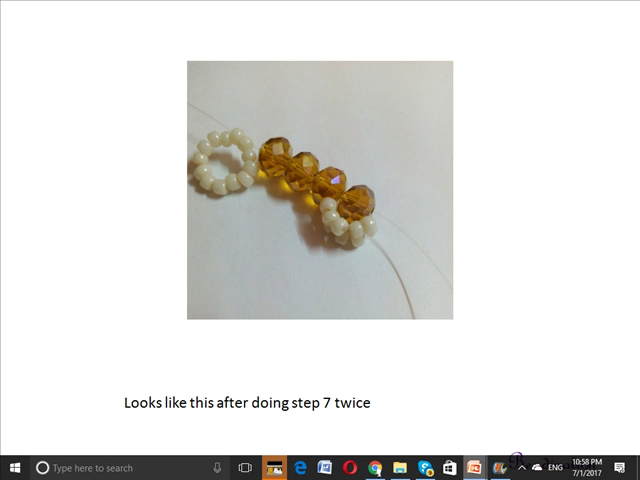 Looks like this after doing step 7 twice
Type here to search
ENG
10:58 PM
7/1/2017